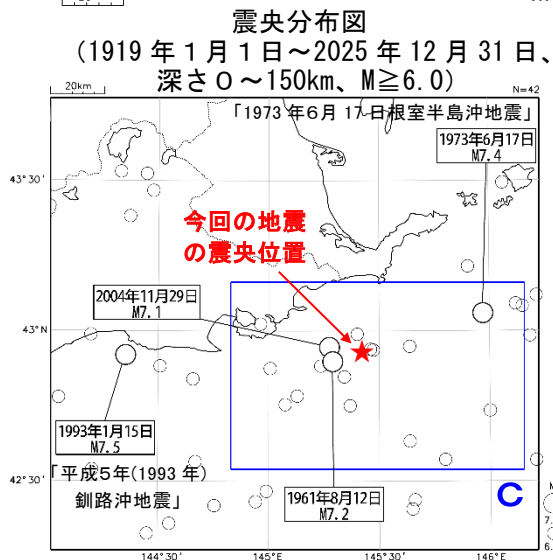 震央分布図
(1919年1月1日～2025年12月31日、
深さ0～150km、M≧6.0)
20km
N=42
「1973年6月17日根室半島沖地震」
1973年6月17日
M7.4
43°30'
今回の地震
の震央位置
2004年11月29日
M7.1
43°N
1993年1月15日
M7.5
「平成5年(1993年)
釧路沖地震」
42°30'
1961年8月12日
M7.2
C
M
7.
6.
144°30'
145°E
145°30'
146°E